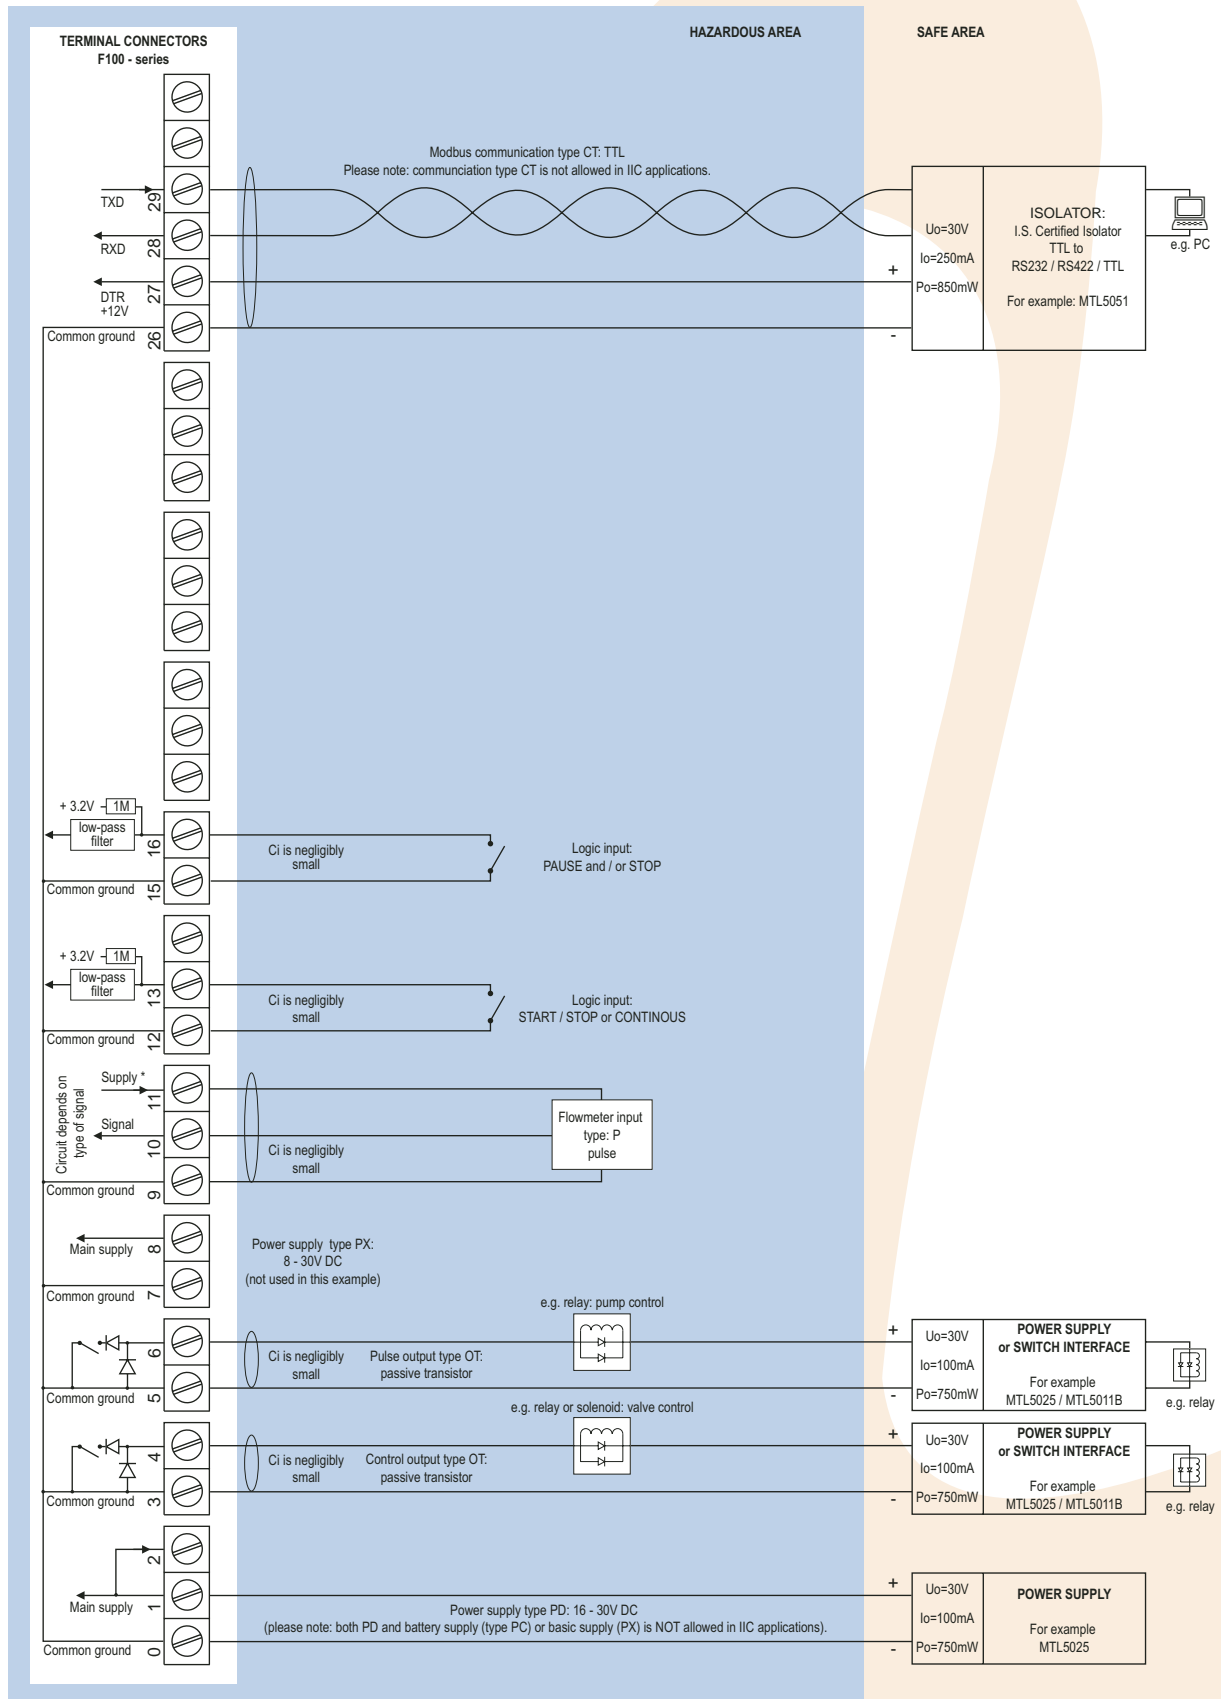 HAZARDOUS AREA
SAFE AREA
TERMINAL CONNECTORS
F100 - series
Modbus communication type CT: TTL
Please note: communciation type CT is not allowed in IIC applications.
TXD
29
RXD
28
DTR
+12V
27
Common ground
26
+
-
Uo=30V
Io=250mA
Po=850mW
ISOLATOR:
I.S. Certified Isolator
TTL to
RS232 / RS422 / TTL
For example: MTL5051
e.g. PC
+ 3.2V
1M
low-pass
filter
16
Common ground
15
Ci is negligibly
small
Logic input:
PAUSE and / or STOP
+ 3.2V
1M
low-pass
filter
13
Common ground
12
Ci is negligibly
small
Logic input:
START / STOP or CONTINOUS
Circuit depends on
type of signal
Supply *
11
Signal
10
Common ground
9
Ci is negligibly
small
Flowmeter input
type: P
pulse
Main supply
8
Common ground
7
Power supply type PX:
8 - 30V DC
(not used in this example)
e.g. relay: pump control
6
Common ground
5
Ci is negligibly
small
Pulse output type OT:
passive transistor
+
-
Uo=30V
Io=100mA
Po=750mW
POWER SUPPLY
or SWITCH INTERFACE
For example
MTL5025 / MTL5011B
e.g. relay
e.g. relay or solenoid: valve control
4
Common ground
3
Ci is negligibly
small
Control output type OT:
passive transistor
+
-
Uo=30V
Io=100mA
Po=750mW
POWER SUPPLY
or SWITCH INTERFACE
For example
MTL5025 / MTL5011B
e.g. relay
2
Main supply
1
Common ground
0
Power supply type PD: 16 - 30V DC
(please note: both PD and battery supply (type PC) or basic supply (PX) is NOT allowed in IIC applications).
+
-
Uo=30V
Io=100mA
Po=750mW
POWER SUPPLY
For example
MTL5025